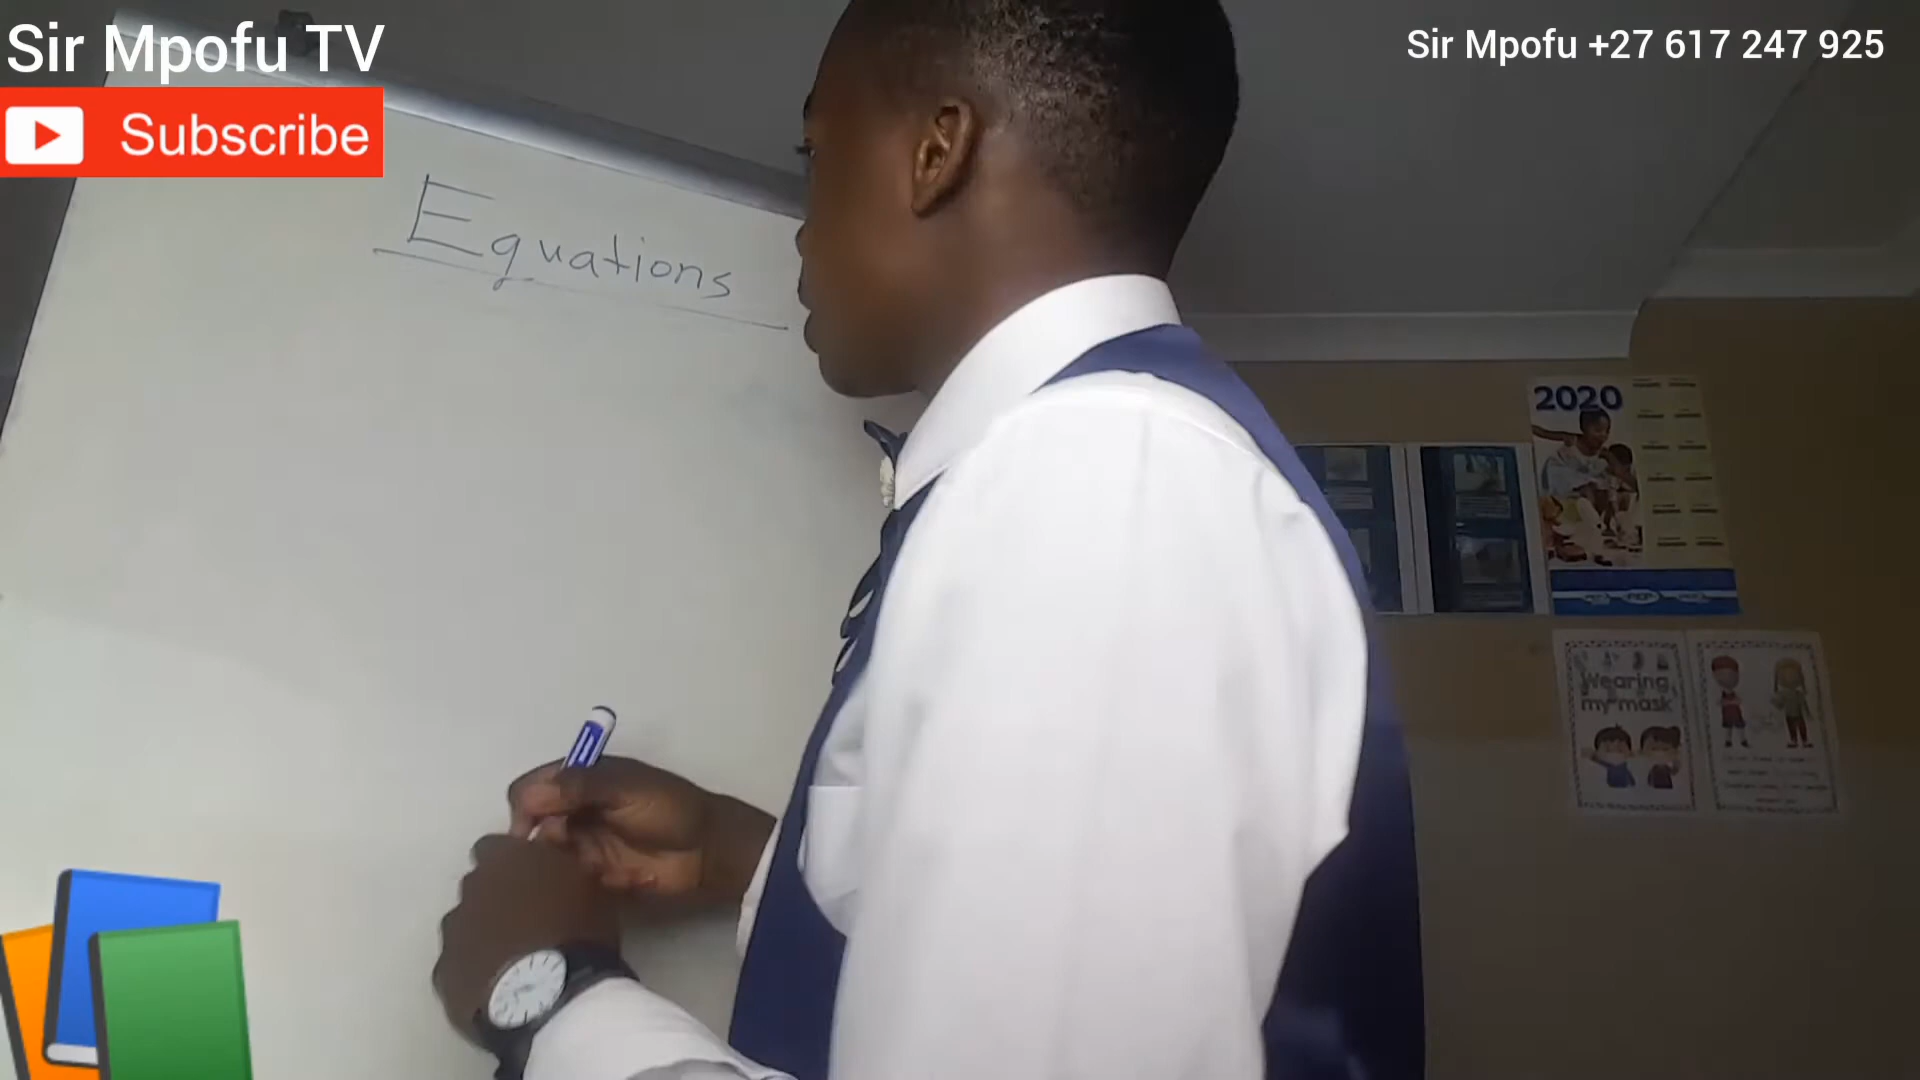 Sir Mpofu TV
Sir Mpofu +27 617 247 925
Subscribe
Equations
2020
Wearing
my mask